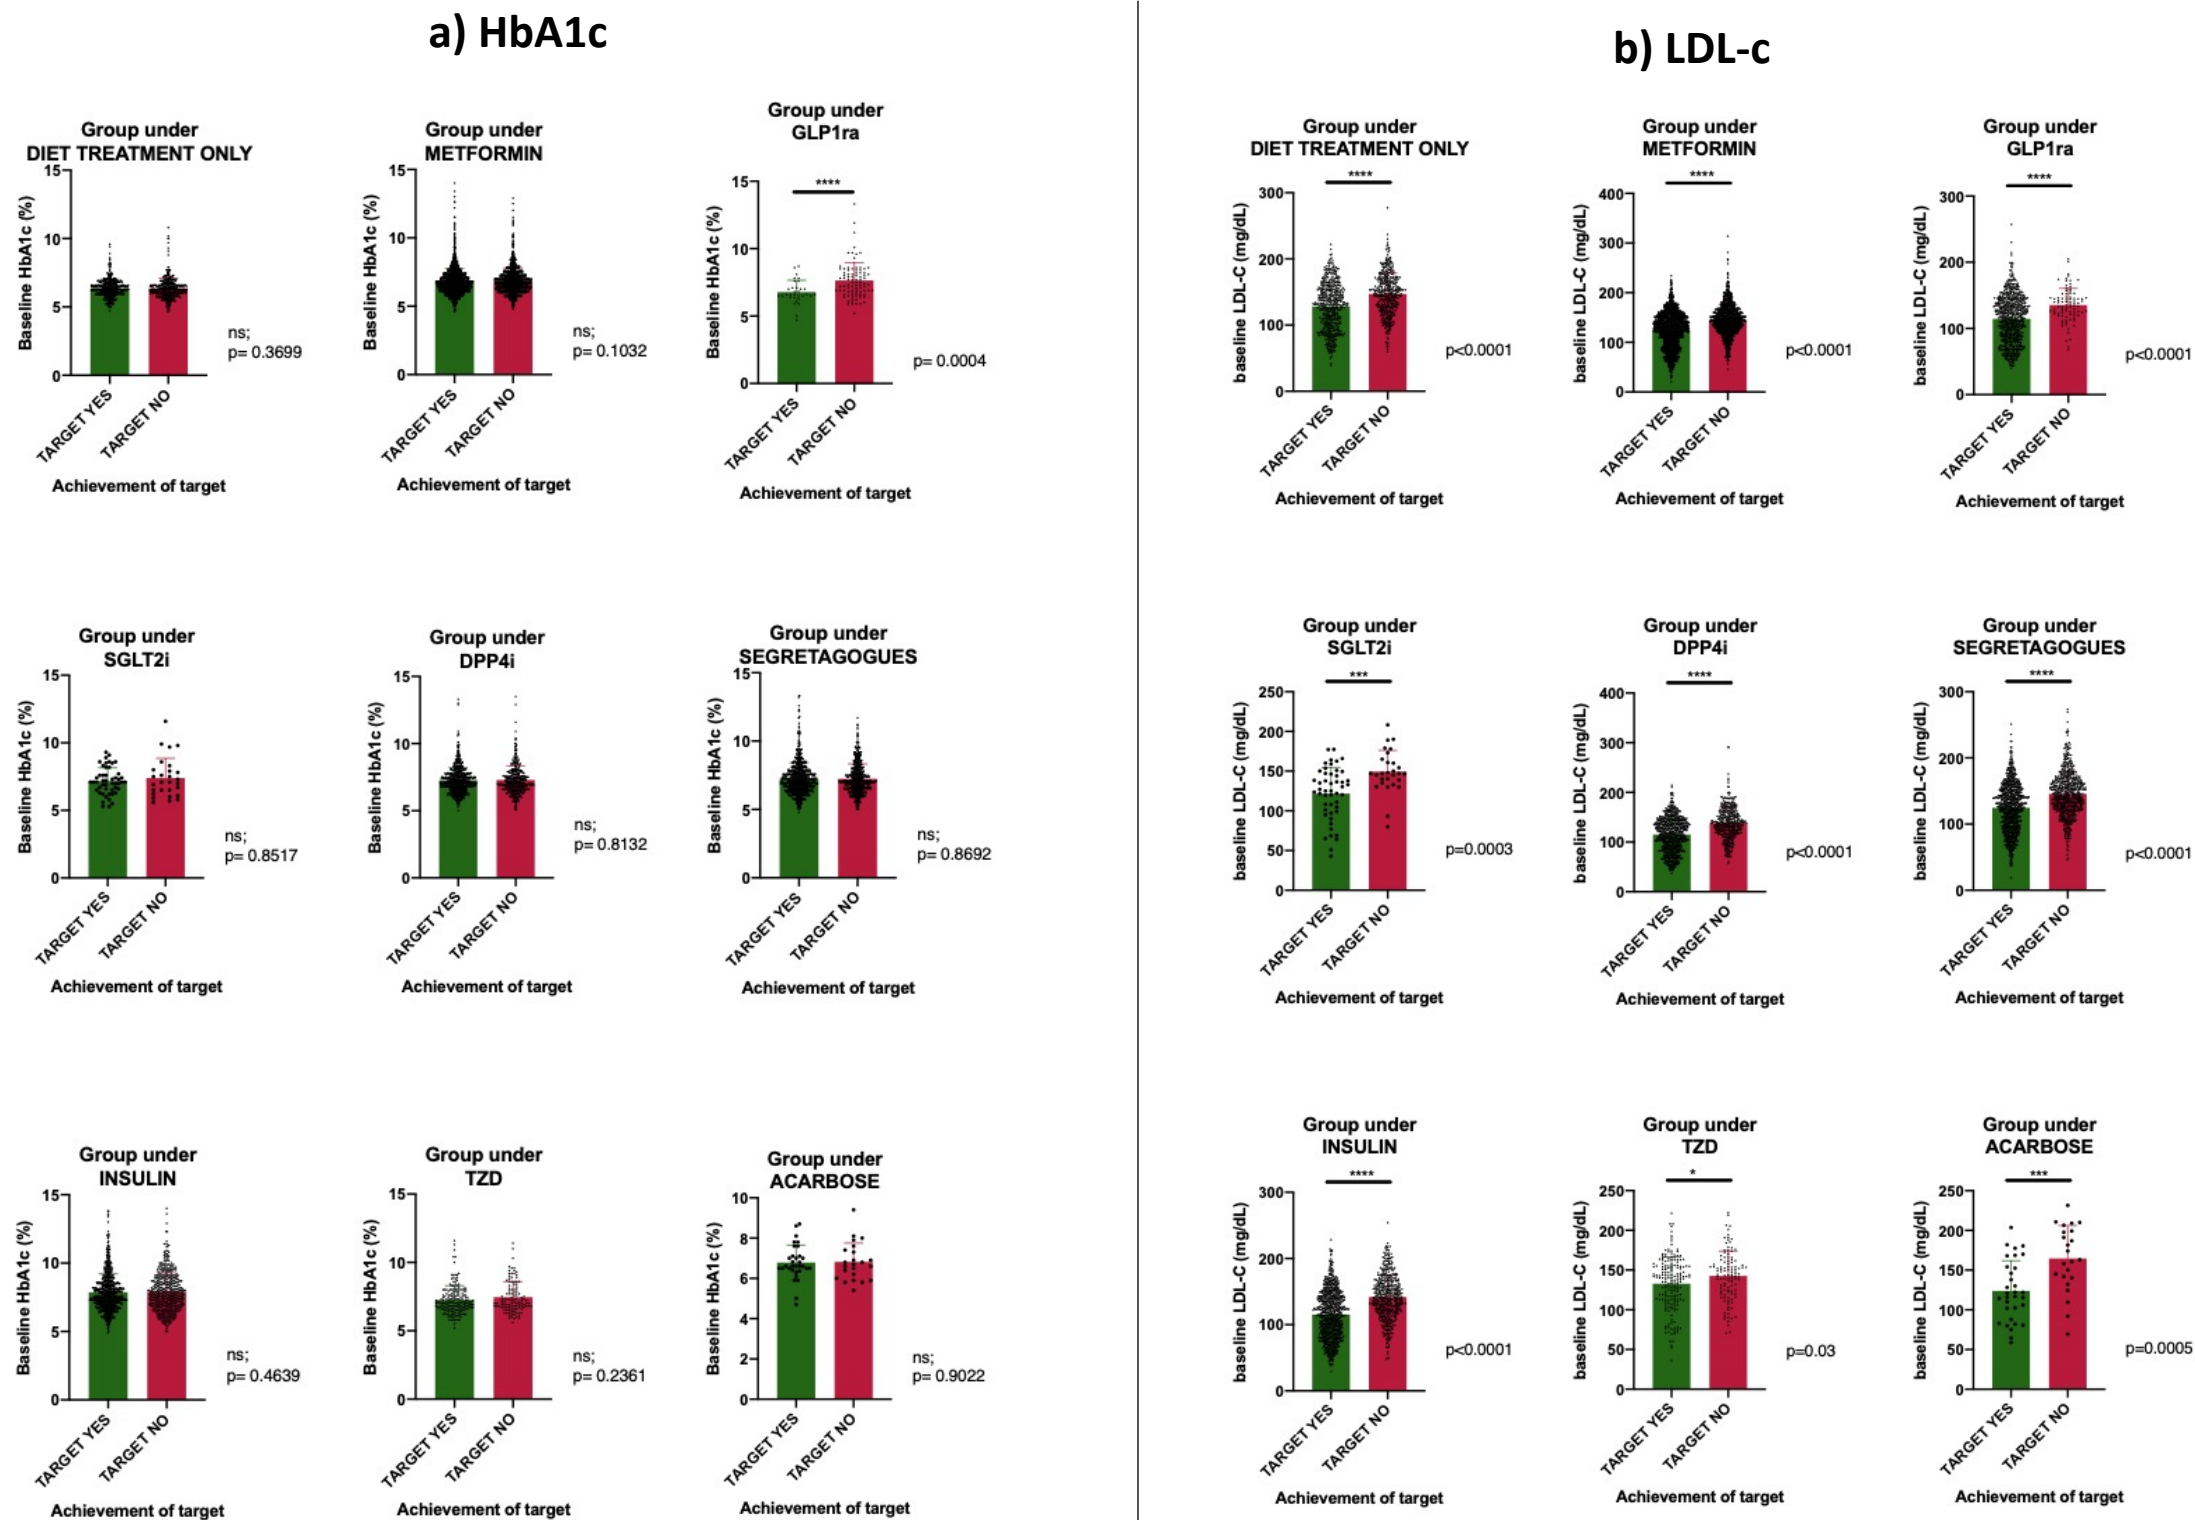 a) HbA1c
Group under
DIET TREATMENT ONLY
Baseline HbA1c (%)
15
10
5
0
TARGET YES
TARGET NO
Achievement of target
ns;
p= 0.3699
Group under
METFORMIN
Baseline HbA1c (%)
15
10
5
0
TARGET YES
TARGET NO
Achievement of target
ns;
p= 0.1032
Group under
GLP1ra
****
Baseline HbA1c (%)
15
10
5
0
TARGET YES
TARGET NO
Achievement of target
p= 0.0004
Group under
SGLT2i
Baseline HbA1c (%)
15
10
5
0
TARGET YES
TARGET NO
Achievement of target
ns;
p= 0.8517
Group under
DPP4i
Baseline HbA1c (%)
15
10
5
0
TARGET YES
TARGET NO
Achievement of target
ns;
p= 0.8132
Group under
SEGRETAGOGUES
Baseline HbA1c (%)
15
10
5
0
TARGET YES
TARGET NO
Achievement of target
ns;
p= 0.8692
Group under
INSULIN
Baseline HbA1c (%)
15
10
5
0
TARGET YES
TARGET NO
Achievement of target
ns;
p= 0.4639
Group under
TZD
Baseline HbA1c (%)
15
10
5
0
TARGET YES
TARGET NO
Achievement of target
ns;
p= 0.2361
Group under
ACARBOSE
Baseline HbA1c (%)
10
8
6
4
2
0
TARGET YES
TARGET NO
Achievement of target
ns;
p= 0.9022
b) LDL-c
Group under
DIET TREATMENT ONLY
****
baseline LDL-C (mg/dL)
300
200
100
0
TARGET YES
TARGET NO
Achievement of target
p<0.0001
Group under
METFORMIN
****
baseline LDL-C (mg/dL)
400
300
200
100
0
TARGET YES
TARGET NO
Achievement of target
p<0.0001
Group under
GLP1ra
****
baseline LDL-C (mg/dL)
300
200
100
0
TARGET YES
TARGET NO
Achievement of target
p<0.0001
Group under
SGLT2i
***
baseline LDL-C (mg/dL)
250
200
150
100
50
0
TARGET YES
TARGET NO
Achievement of target
p=0.0003
Group under
DPP4i
****
baseline LDL-C (mg/dL)
400
300
200
100
0
TARGET YES
TARGET NO
Achievement of target
p<0.0001
Group under
SEGRETAGOGUES
****
baseline LDL-C (mg/dL)
300
200
100
0
TARGET YES
TARGET NO
Achievement of target
p<0.0001
Group under
INSULIN
****
baseline LDL-C (mg/dL)
300
200
100
0
TARGET YES
TARGET NO
Achievement of target
p<0.0001
Group under
TZD
*
baseline LDL-C (mg/dL)
250
200
150
100
50
0
TARGET YES
TARGET NO
Achievement of target
p=0.03
Group under
ACARBOSE
***
baseline LDL-C (mg/dL)
250
200
150
100
50
0
TARGET YES
TARGET NO
Achievement of target
p=0.0005